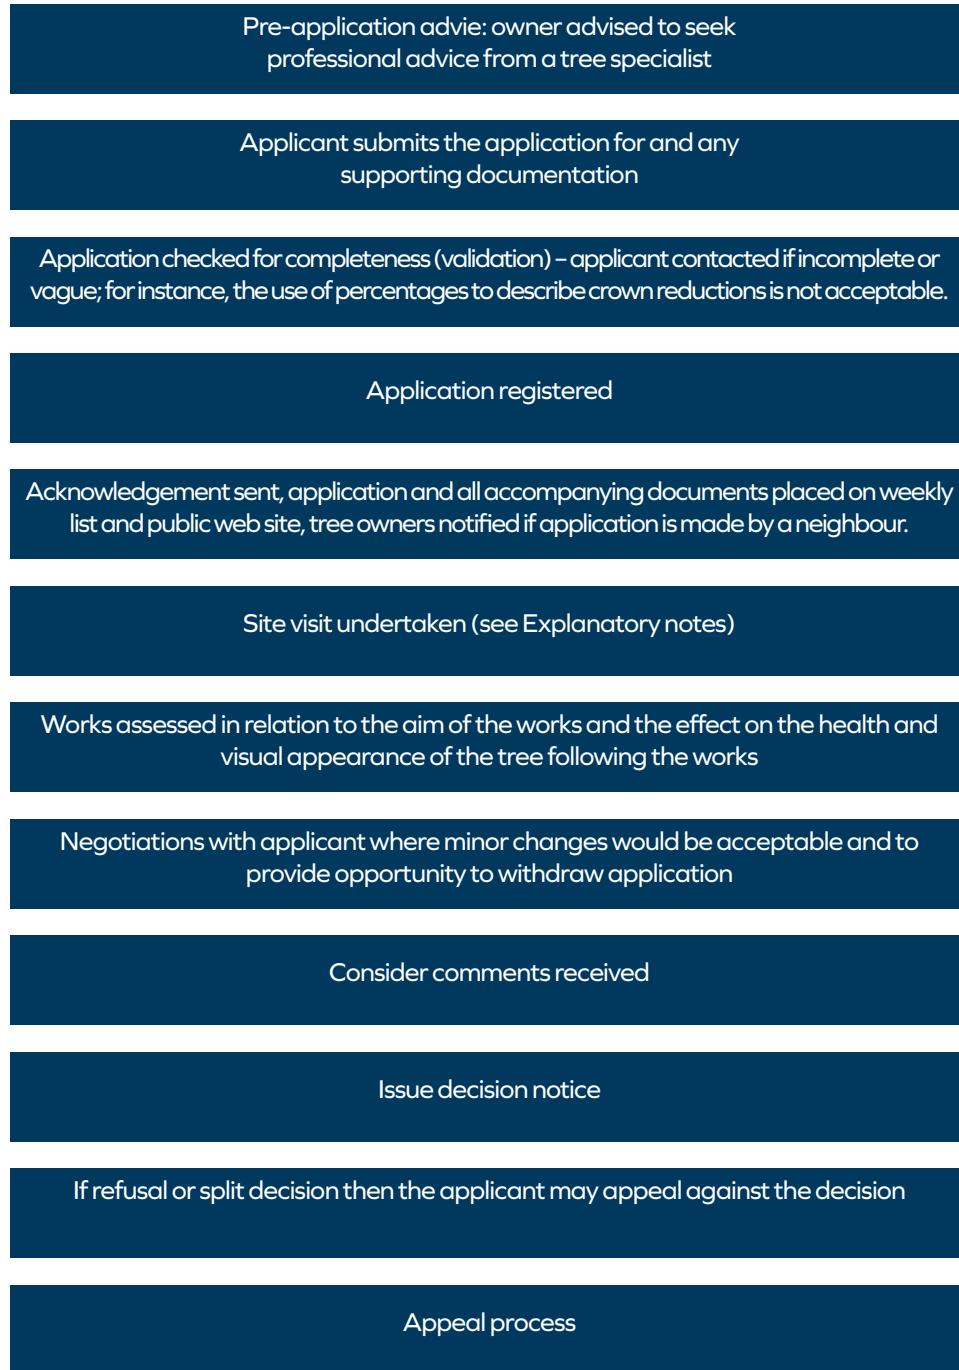 Pre-application advie: owner advised to seek
professional advice from a tree specialist
Applicant submits the application for and any
supporting documentation
Application checked for completeness (validation) – applicant contacted if incomplete or
vague; for instance, the use of percentages to describe crown reductions is not acceptable.
Application registered
Acknowledgement sent, application and all accompanying documents placed on weekly
list and public web site, tree owners notified if application is made by a neighbour.
Site visit undertaken (see Explanatory notes)
Works assessed in relation to the aim of the works and the effect on the health and
visual appearance of the tree following the works
Negotiations with applicant where minor changes would be acceptable and to
provide opportunity to withdraw application
Consider comments received
Issue decision notice
If refusal or split decision then the applicant may appeal against the decision
Appeal process